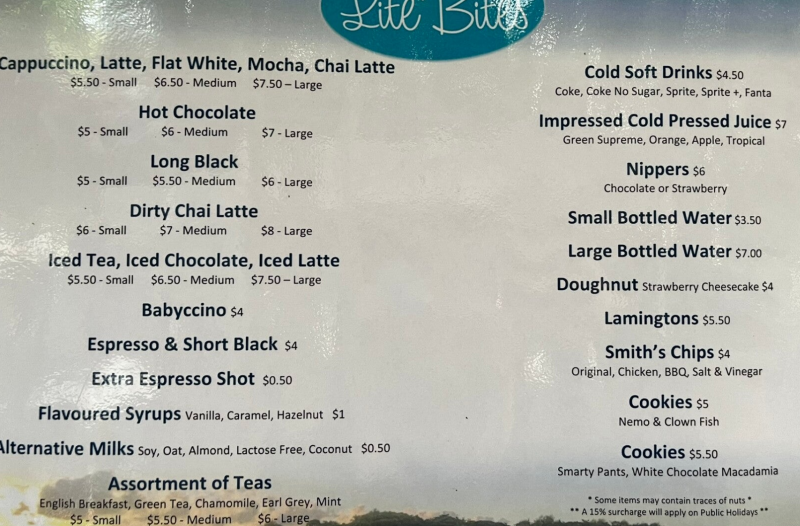 Lite Bites
Cappuccino, Latte, Flat White, Mocha, Chai Latte
$5.50 - Small $6.50 - Medium $7.50 – Large
Hot Chocolate
$5 - Small $6 - Medium $7 - Large
Long Black
$5 - Small $5.50 - Medium $6 - Large
Dirty Chai Latte
$6 - Small $7 - Medium $8 - Large
Iced Tea, Iced Chocolate, Iced Latte
$5.50 - Small $6.50 - Medium $7.50 – Large
Babyccino $4
Espresso & Short Black $4
Extra Espresso Shot $0.50
Flavoured Syrups Vanilla, Caramel, Hazelnut $1
Alternative Milks Soy, Oat, Almond, Lactose Free, Coconut $0.50
Assortment of Teas
English Breakfast, Green Tea, Chamomile, Earl Grey, Mint
$5 - Small $5.50 - Medium $6 - Large
Cold Soft Drinks $4.50
Coke, Coke No Sugar, Sprite, Sprite +, Fanta
Impressed Cold Pressed Juice $7
Green Supreme, Orange, Apple, Tropical
Nippers $6
Chocolate or Strawberry
Small Bottled Water $3.50
Large Bottled Water $7.00
Doughnut Strawberry Cheesecake $4
Lamingtons $5.50
Smith's Chips $4
Original, Chicken, BBQ, Salt & Vinegar
Cookies $5
Nemo & Clown Fish
Cookies $5.50
Smarty Pants, White Chocolate Macadamia
* Some items may contain traces of nuts *
** A 15% surcharge will apply on Public Holidays **